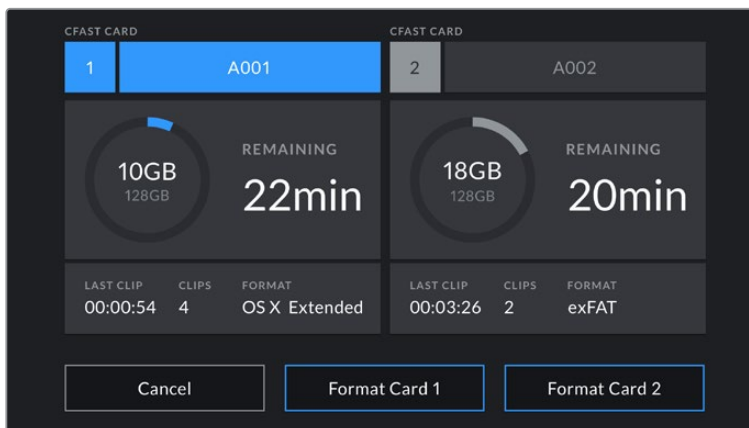 CFAST CARD
1 A001
10GB
128GB
REMAINING
22min
LAST CLIP CLIPS FORMAT
00:00:54 4 OS X Extended
CFAST CARD
2 A002
18GB
128GB
REMAINING
20min
LAST CLIP CLIPS FORMAT
00:03:26 2 exFAT
Cancel Format Card 1 Format Card 2